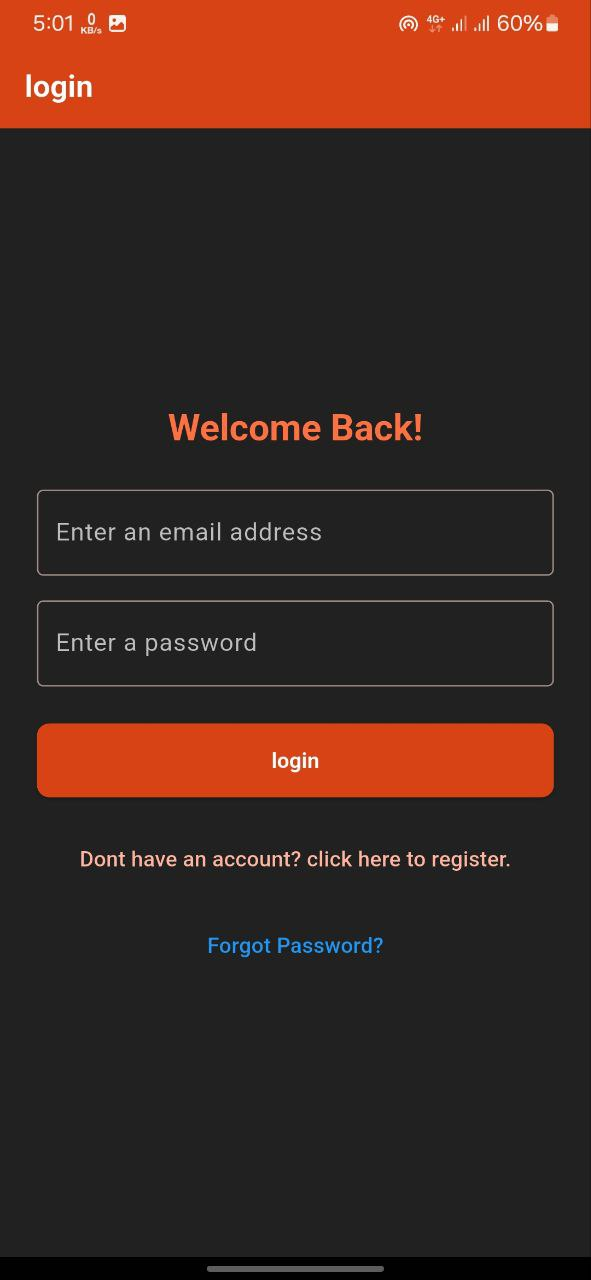 5:01 0 KB/s 4G+ 60%
login
Welcome Back!
Enter an email address
Enter a password
login
Dont have an account? click here to register.
Forgot Password?